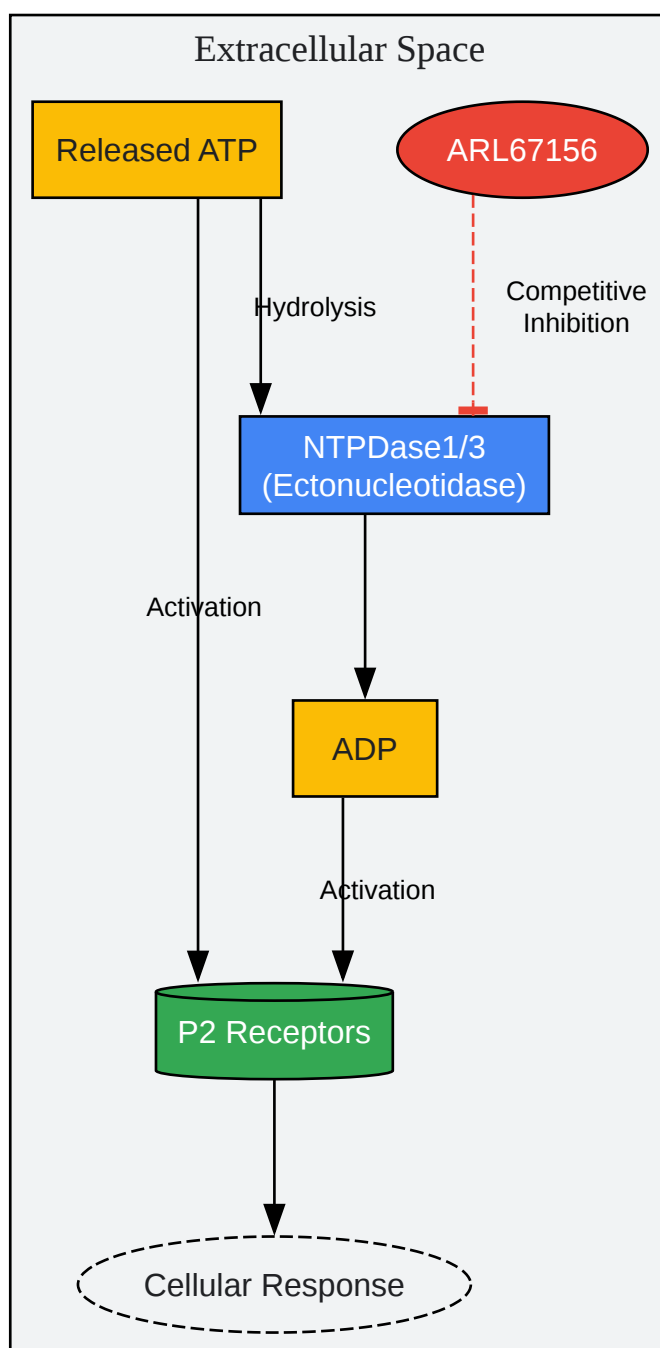 Extracellular Space
Released ATP
ARL67156
Hydrolysis
Competitive
Inhibition
NTPDase1/3
(Ectonucleotidase)
Activation
ADP
Activation
P2 Receptors
Cellular Response